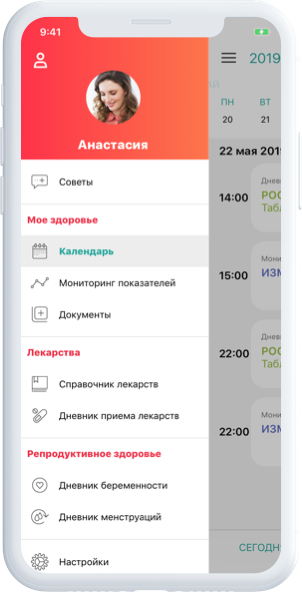 9:41
2019
Анастасия
ПН ВТ
20 21
Советы
22 мая 2019
Мое здоровье
Календарь
Мониторинг показателей
Документы
Лекарства
Справочник лекарств
Дневник приема лекарств
Репродуктивное здоровье
Дневник беременности
Дневник менструаций
Настройки
14:00
Днев
РОС
Табл
15:00
Мони
ИЗМ
22:00
Днев
РОС
Табл
22:00
Мони
ИЗМ
СЕГОДН